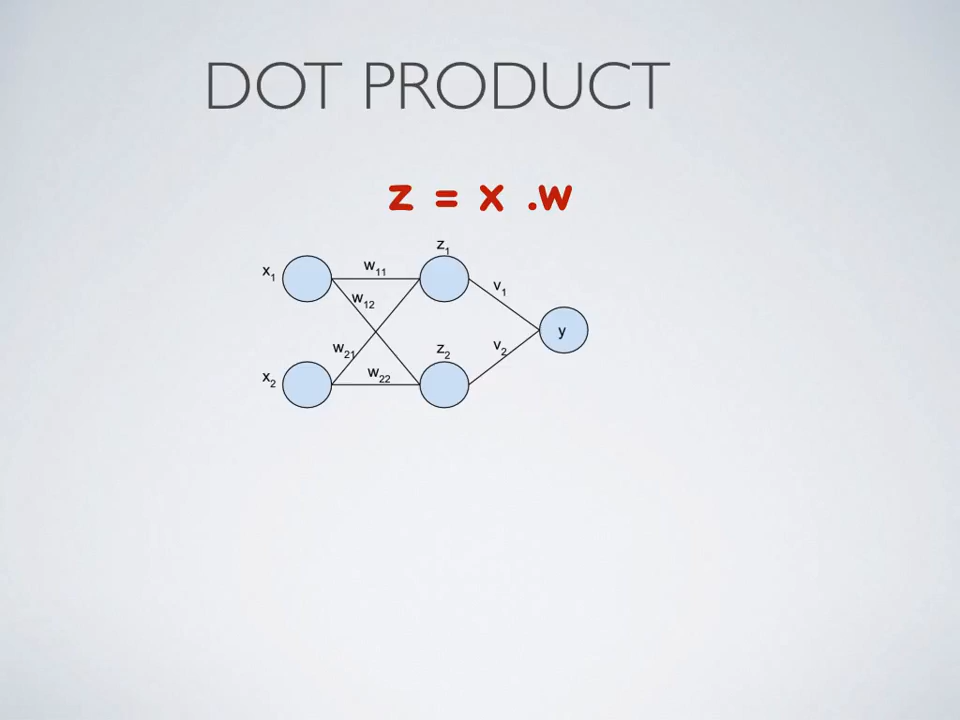 DOT PRODUCT
z = x .w
z₁
x₁ w₁₁
v₁
w₁₂
y
w₂₁ z₂ v₂
x₂ w₂₂